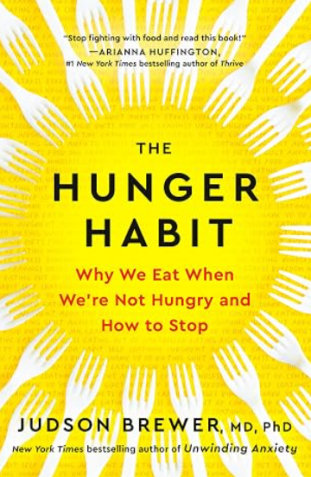 "Stop fighting with food and read this book!"
—ARIANNA HUFFINGTON,
#1 New York Times bestselling author of Thrive
THE
HUNGER
HABIT
Why We Eat When
We're Not Hungry and
How to Stop
JUDSON BREWER, MD, PhD
New York Times bestselling author of Unwinding Anxiety